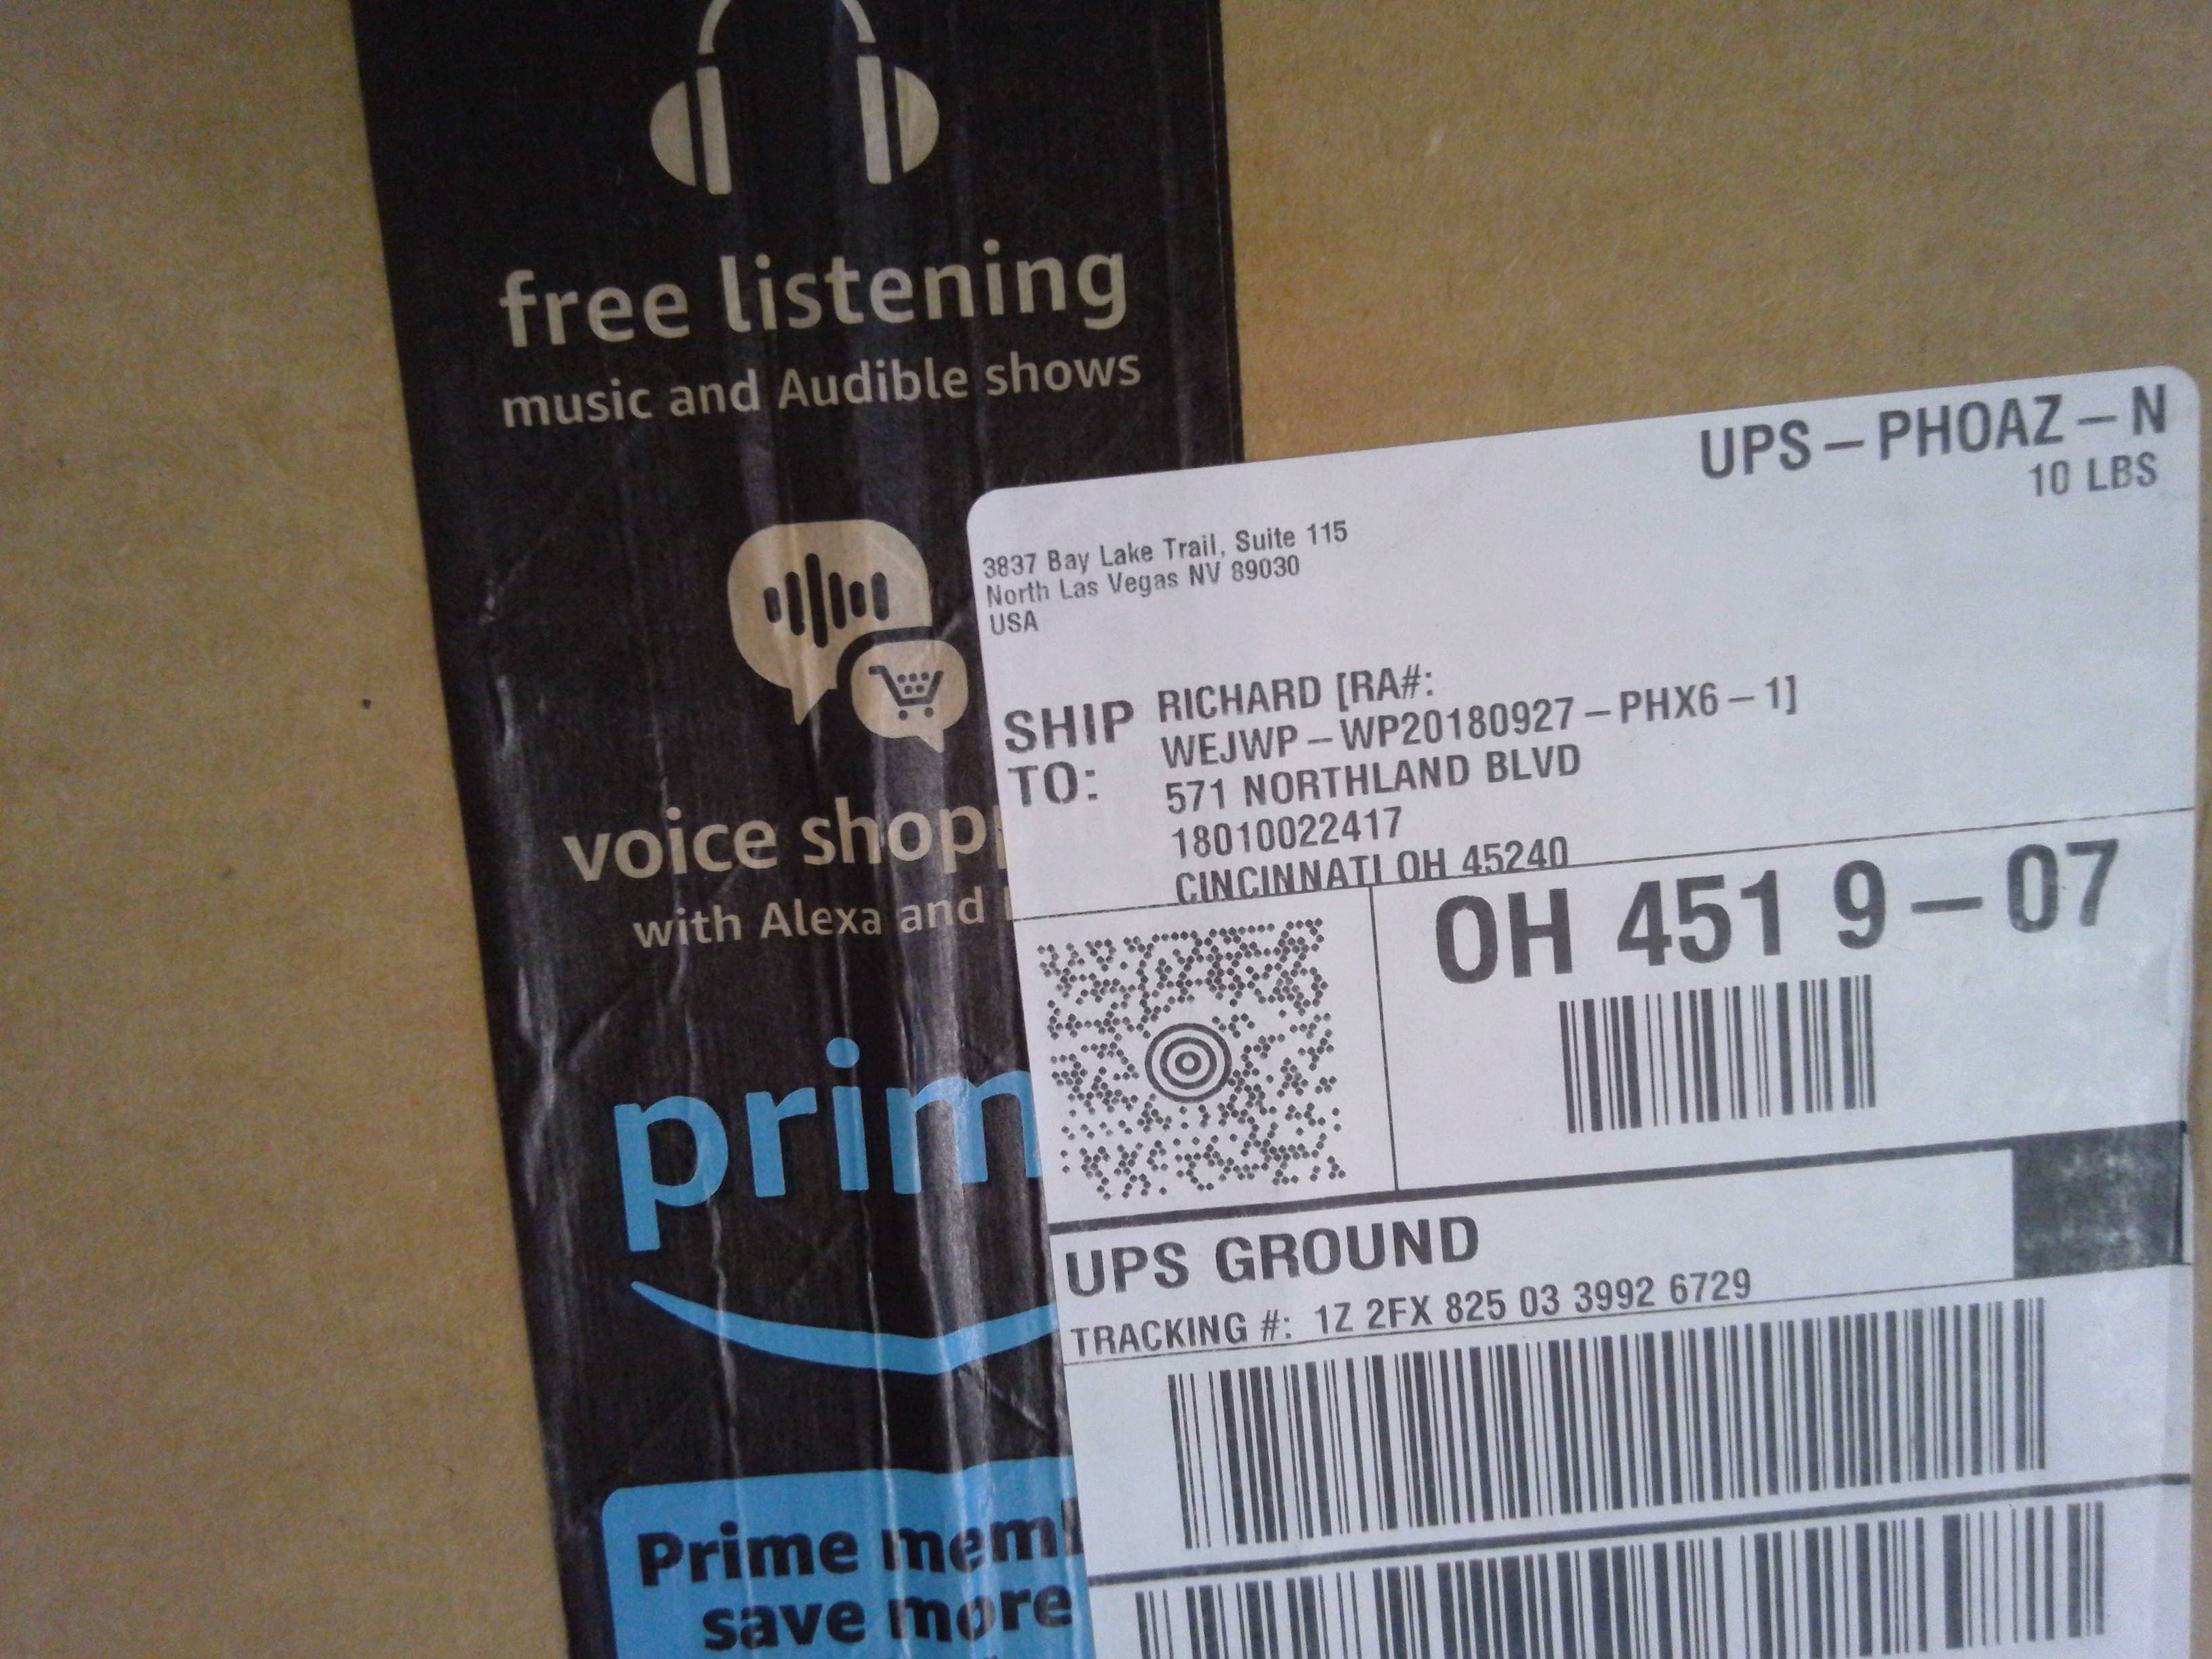 free listening
music and Audible shows
voice shopp
with Alexa and
prim
Prime mem
save more
UPS – PHOAZ – N
10 LBS
3837 Bay Lake Trail, Suite 115
North Las Vegas NV 89030
USA
SHIP TO:
RICHARD [RA#:
WEJWP – WP20180927 – PHX6 – 1]
571 NORTHLAND BLVD
18010022417
CINCINNATI OH 45240
OH 451 9 – 07
UPS GROUND
TRACKING #: 1Z 2FX 825 03 3992 6729